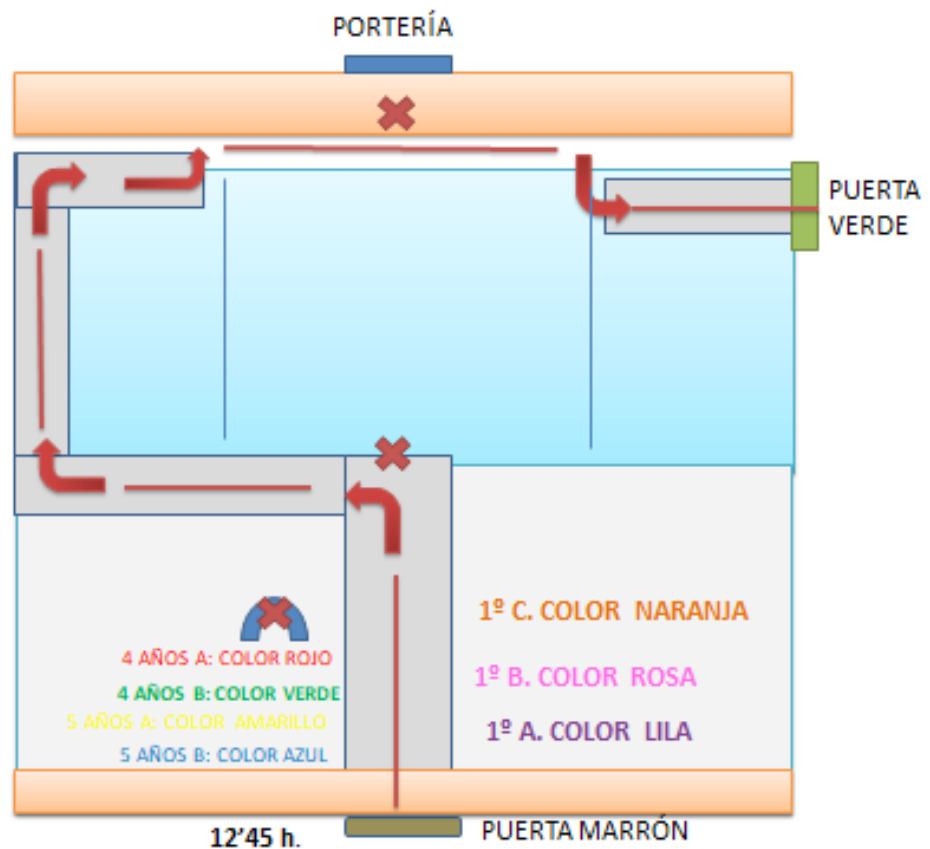 PORTERÍA
PUERTA
VERDE
1º C. COLOR NARANJA
4 AÑOS A: COLOR ROJO
1º B. COLOR ROSA
4 AÑOS B: COLOR VERDE
5 AÑOS A: COLOR AMARILLO
1º A. COLOR LILA
5 AÑOS B: COLOR AZUL
12'45 h.
PUERTA MARRÓN